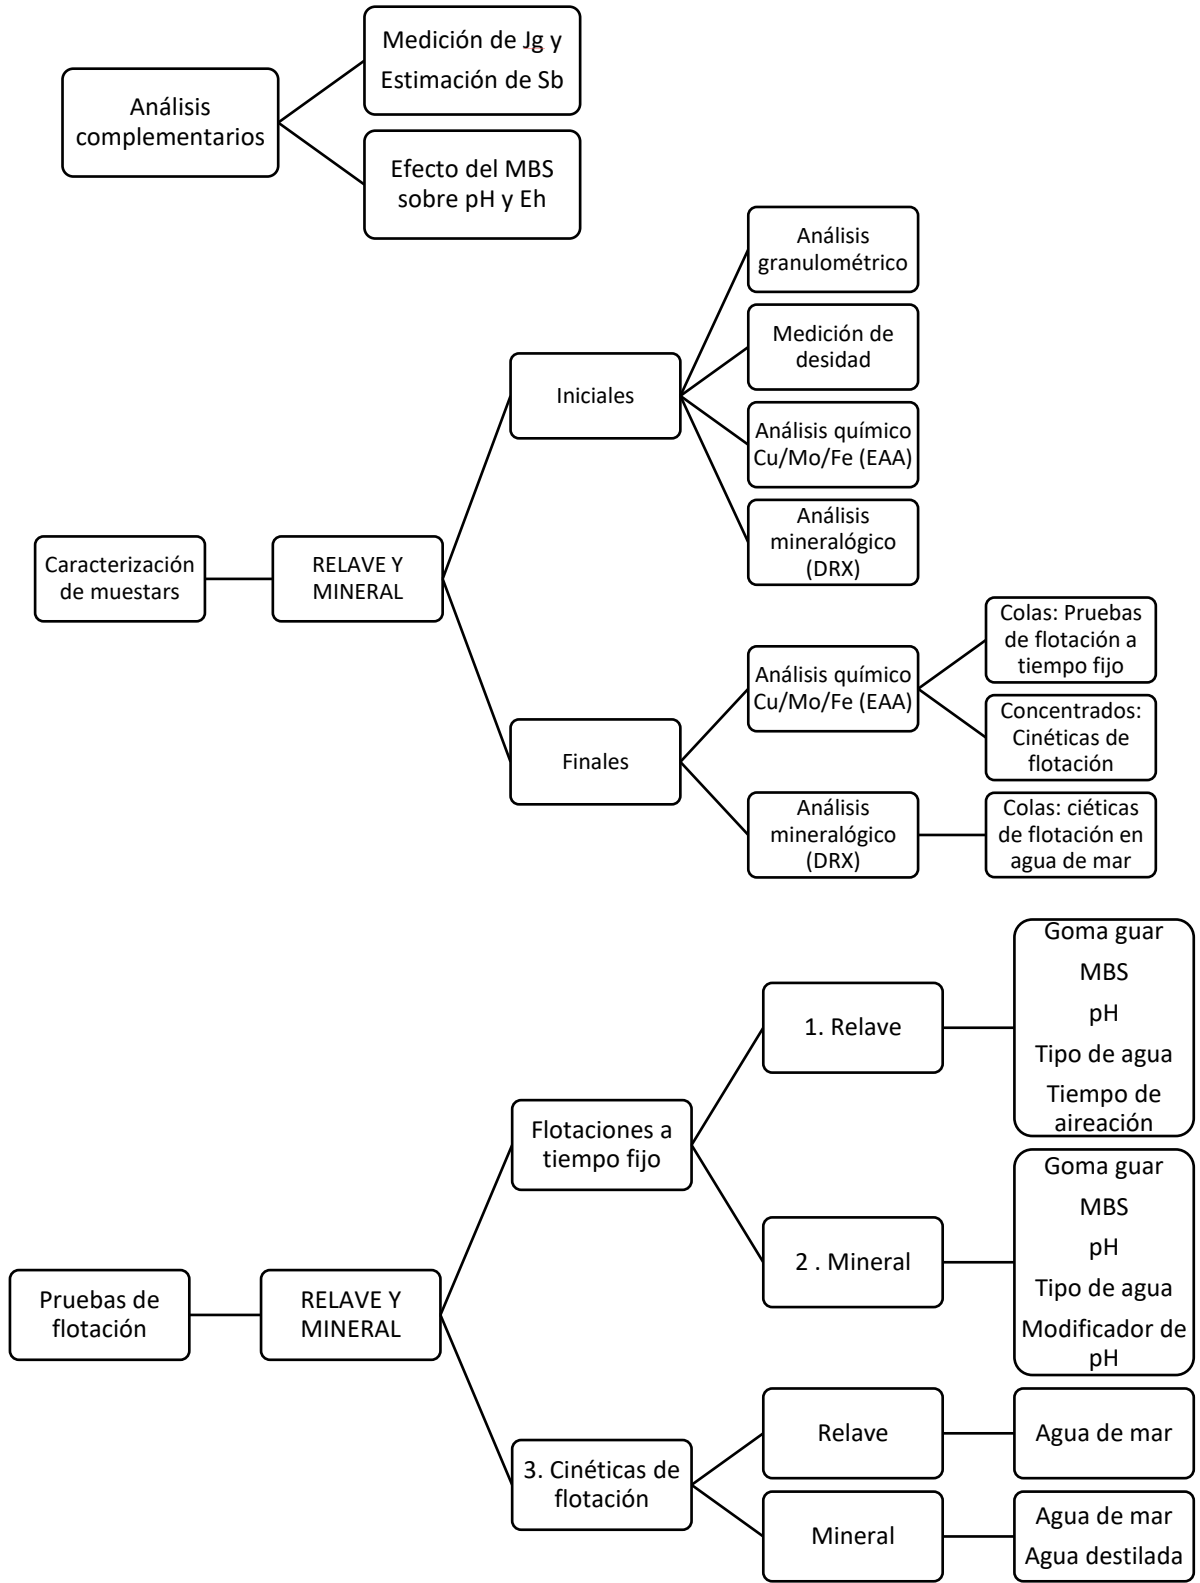 Análisis
complementarios
Medición de Jg y
Estimación de Sb
Efecto del MBS
sobre pH y Eh
Caracterización
de muestars
RELAVE Y
MINERAL
Iniciales
Análisis
granulométrico
Medición de
desidad
Análisis químico
Cu/Mo/Fe (EAA)
Análisis
mineralógico
(DRX)
Finales
Análisis químico
Cu/Mo/Fe (EAA)
Colas: Pruebas
de flotación a
tiempo fijo
Concentrados:
Cinéticas de
flotación
Análisis
mineralógico
(DRX)
Colas: ciéticas
de flotación en
agua de mar
Pruebas de
flotación
RELAVE Y
MINERAL
Flotaciones a
tiempo fijo
1. Relave
Goma guar
MBS
pH
Tipo de agua
Tiempo de
aireación
2 . Mineral
Goma guar
MBS
pH
Tipo de agua
Modificador de
pH
3. Cinéticas de
flotación
Relave
Agua de mar
Mineral
Agua de mar
Agua destilada